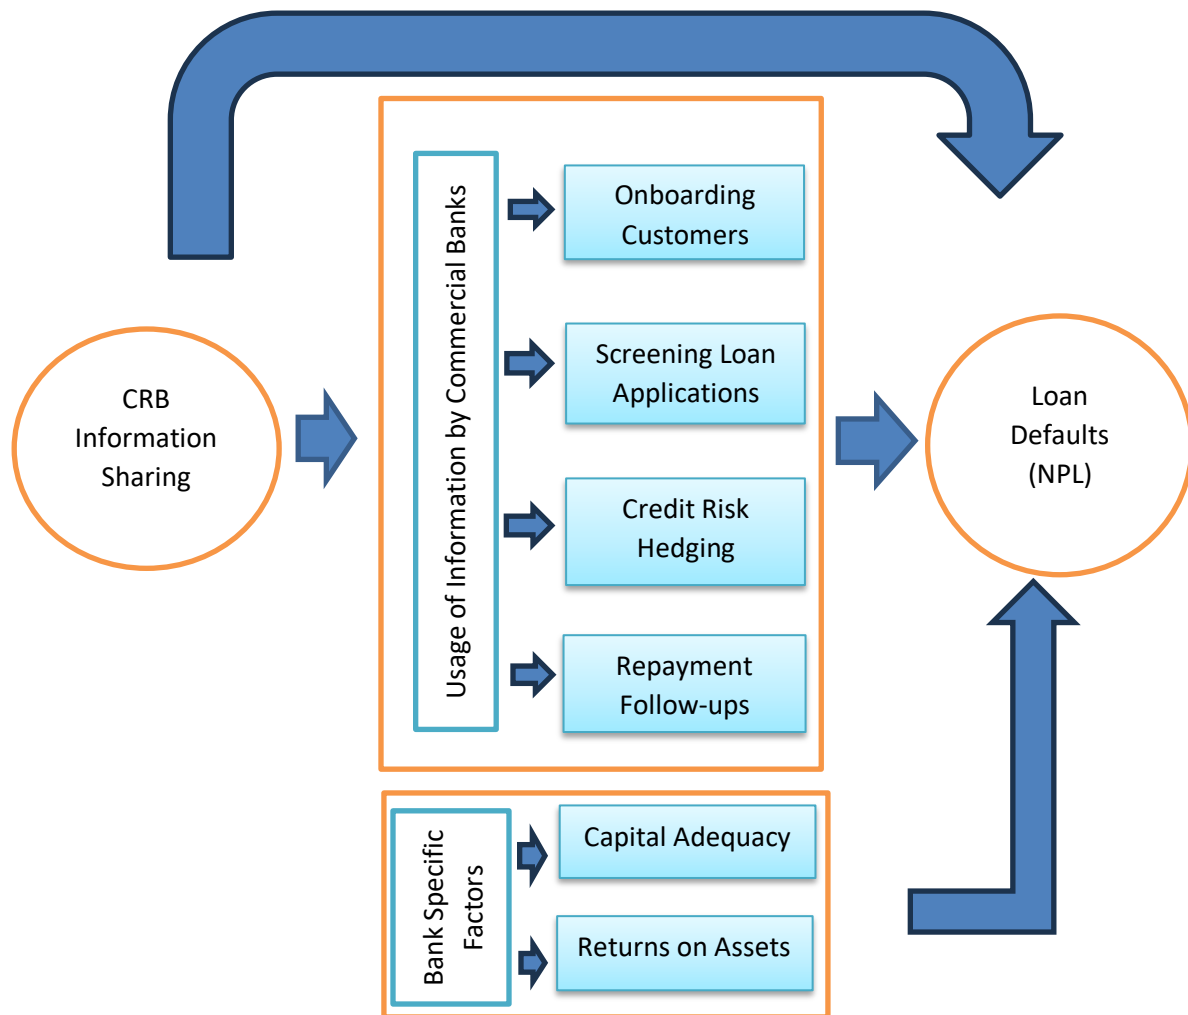 CRB
Information
Sharing
Usage of Information by Commercial Banks
Onboarding
Customers
Screening Loan
Applications
Credit Risk
Hedging
Repayment
Follow-ups
Loan
Defaults
(NPL)
Bank Specific
Factors
Capital Adequacy
Returns on Assets